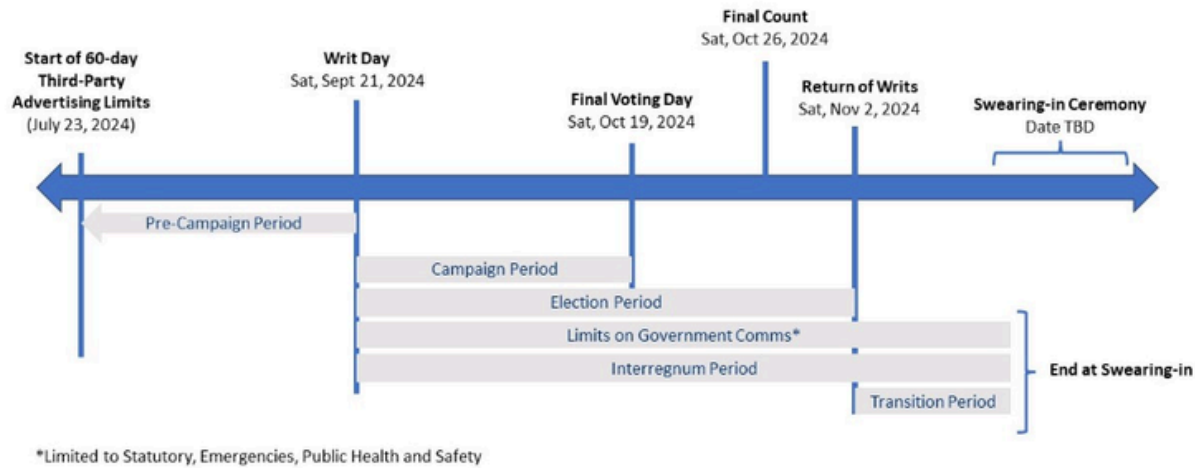 Final Count
Sat, Oct 26, 2024
Start of 60-day
Third-Party
Advertising Limits
(July 23, 2024)
Writ Day
Sat, Sept 21, 2024
Final Voting Day
Sat, Oct 19, 2024
Return of Writs
Sat, Nov 2, 2024
Swearing-in Ceremony
Date TBD
Pre-Campaign Period
Campaign Period
Election Period
Limits on Government Comms*
Interregnum Period
Transition Period
End at Swearing-in
*Limited to Statutory, Emergencies, Public Health and Safety